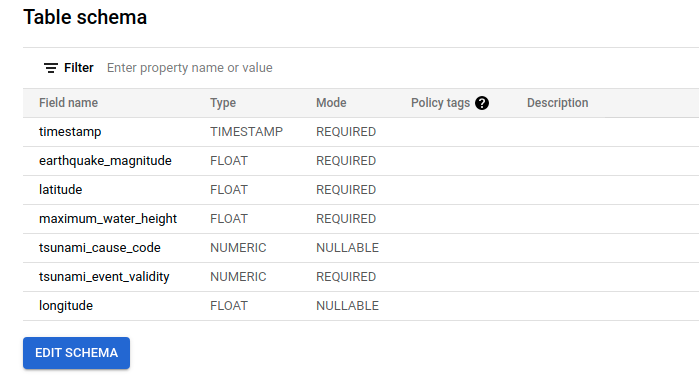 Table schema
Filter Enter property name or value
Field name Type Mode Policy tags ? Description
timestamp TIMESTAMP REQUIRED
earthquake_magnitude FLOAT REQUIRED
latitude FLOAT REQUIRED
maximum_water_height FLOAT REQUIRED
tsunami_cause_code NUMERIC NULLABLE
tsunami_event_validity NUMERIC REQUIRED
longitude FLOAT NULLABLE
EDIT SCHEMA